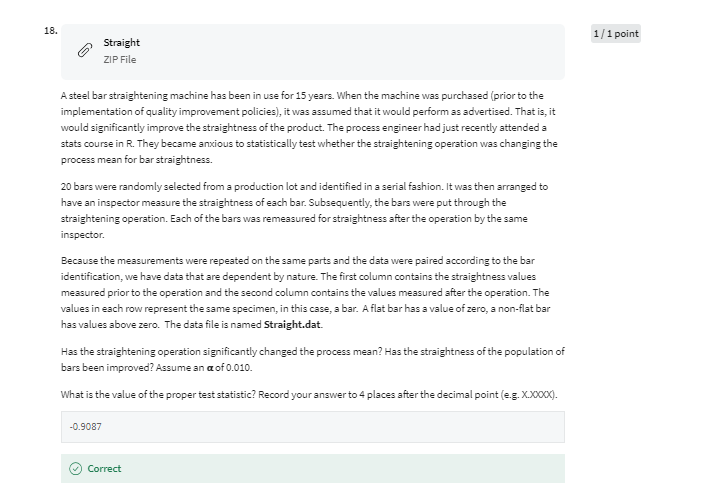 18.
Straight
1 / 1 point
ZIP File
A steel bar straightening machine has been in use for 15 years. When the machine was purchased (prior to the
implementation of quality improvement policies), it was assumed that it would perform as advertised. That is, it
would significantly improve the straightness of the product. The process engineer had just recently attended a
stats course in R. They became anxious to statistically test whether the straightening operation was changing the
process mean for bar straightness.
20 bars were randomly selected from a production lot and identified in a serial fashion. It was then arranged to
have an inspector measure the straightness of each bar. Subsequently, the bars were put through the
straightening operation. Each of the bars was remeasured for straightness after the operation by the same
inspector.
Because the measurements were repeated on the same parts and the data were paired according to the bar
identification, we have data that are dependent by nature. The first column contains the straightness values
measured prior to the operation and the second column contains the values measured after the operation. The
values in each row represent the same specimen, in this case, a bar. A flat bar has a value of zero, a non-flat bar
has values above zero. The data file is named Straight.dat.
Has the straightening operation significantly changed the process mean? Has the straightness of the population of
bars been improved? Assume an α of 0.010.
What is the value of the proper test statistic? Record your answer to 4 places after the decimal point (e.g. X.XXXX).
-0.9087
Correct